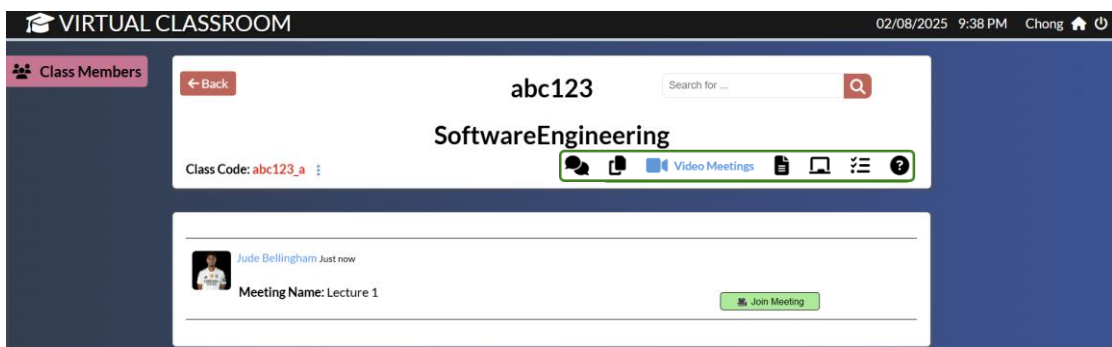 VIRTUAL CLASSROOM 02/08/2025 9:38 PM Chong
Class Members
Back
abc123
Search for ...
SoftwareEngineering
Class Code: abc123_a
Video Meetings
Jude Bellingham Just now
Meeting Name: Lecture 1
Join Meeting